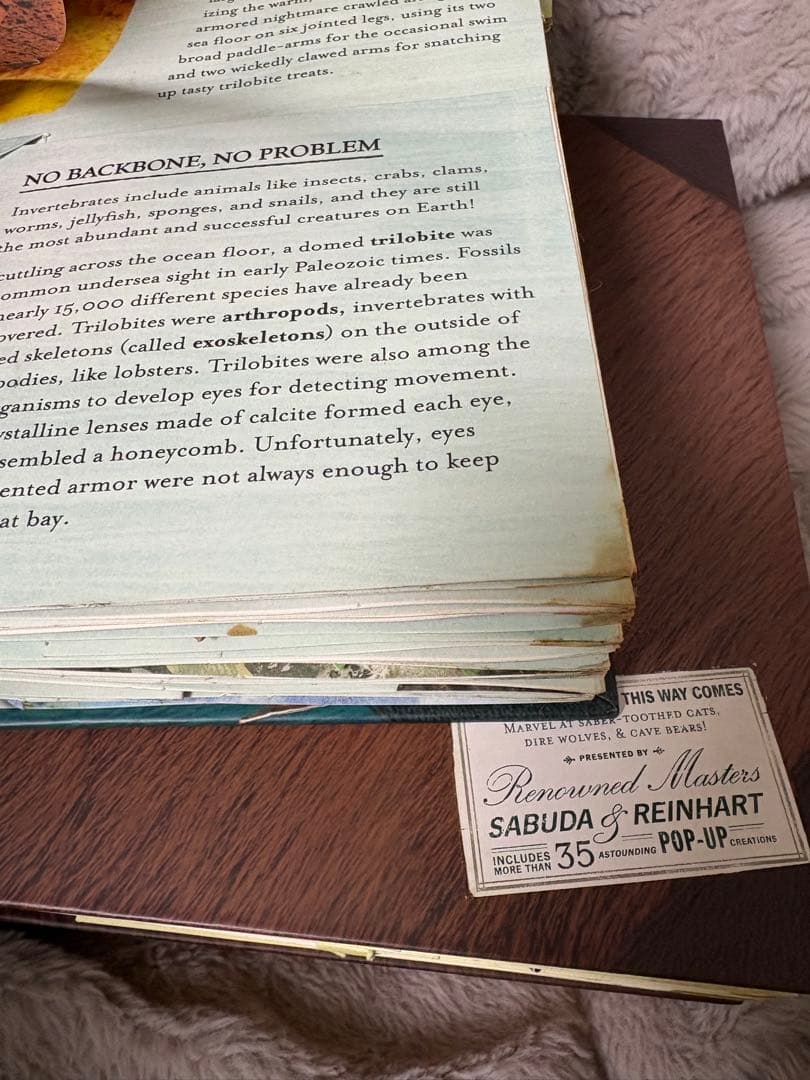 izing the warm,
armored nightmare crawled
sea floor on six jointed legs, using its two
broad paddle-arms for the occasional swim
and two wickedly clawed arms for snatching
up tasty trilobite treats.
NO BACKBONE, NO PROBLEM
Invertebrates include animals like insects, crabs, clams,
worms, jellyfish, sponges, and snails, and they are still
the most abundant and successful creatures on Earth!
cuttling across the ocean floor, a domed trilobite was
ommon undersea sight in early Paleozoic times. Fossils
nearly 15,000 different species have already been
overed. Trilobites were arthropods, invertebrates with
ed skeletons (called exoskeletons) on the outside of
bodies, like lobsters. Trilobites were also among the
ganisms to develop eyes for detecting movement.
ystalline lenses made of calcite formed each eye,
sembled a honeycomb. Unfortunately, eyes
ented armor were not always enough to keep
at bay.
THIS WAY COMES
MARVEL AT SABER-TOOTHED CATS,
DIRE WOLVES, & CAVE BEARS!
PRESENTED BY
Renowned Masters
SABUDA & REINHART
INCLUDES MORE THAN 35 ASTOUNDING POP-UP CREATIONS